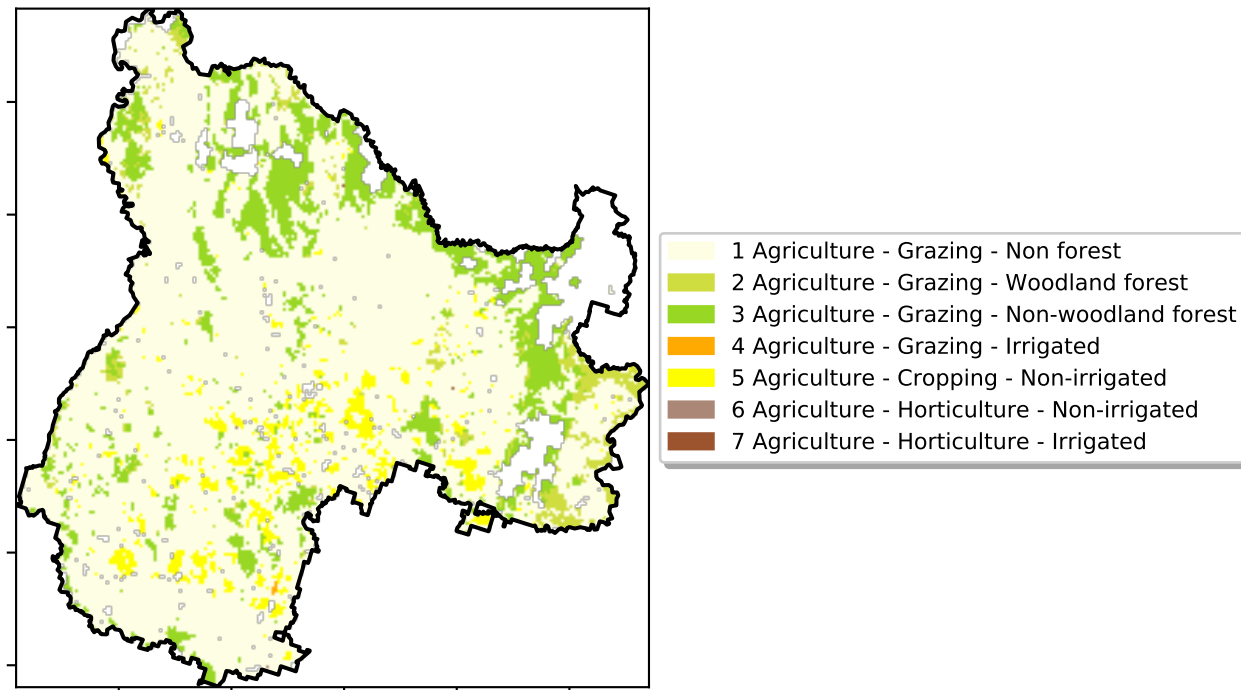 1 Agriculture - Grazing - Non forest
2 Agriculture - Grazing - Woodland forest
3 Agriculture - Grazing - Non-woodland forest
4 Agriculture - Grazing - Irrigated
5 Agriculture - Cropping - Non-irrigated
6 Agriculture - Horticulture - Non-irrigated
7 Agriculture - Horticulture - Irrigated